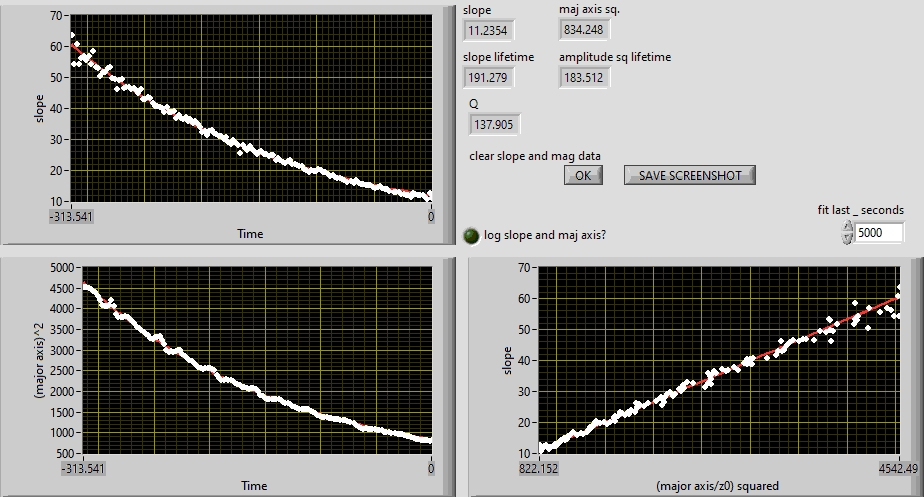 70
60
50
40
30
20
10
slope
-313.541
0
Time
slope
maj axis sq.
11.2354
834.248
slope lifetime
amplitude sq lifetime
191.279
183.512
Q
137.905
clear slope and mag data
OK
SAVE SCREENSHOT
fit last _ seconds
5000
log slope and maj axis?
5000
4500
4000
3500
3000
2500
2000
1500
1000
500
(major axis)^2
-313.541
0
Time
70
60
50
40
30
20
10
slope
822.152
4542.49
(major axis/z0) squared